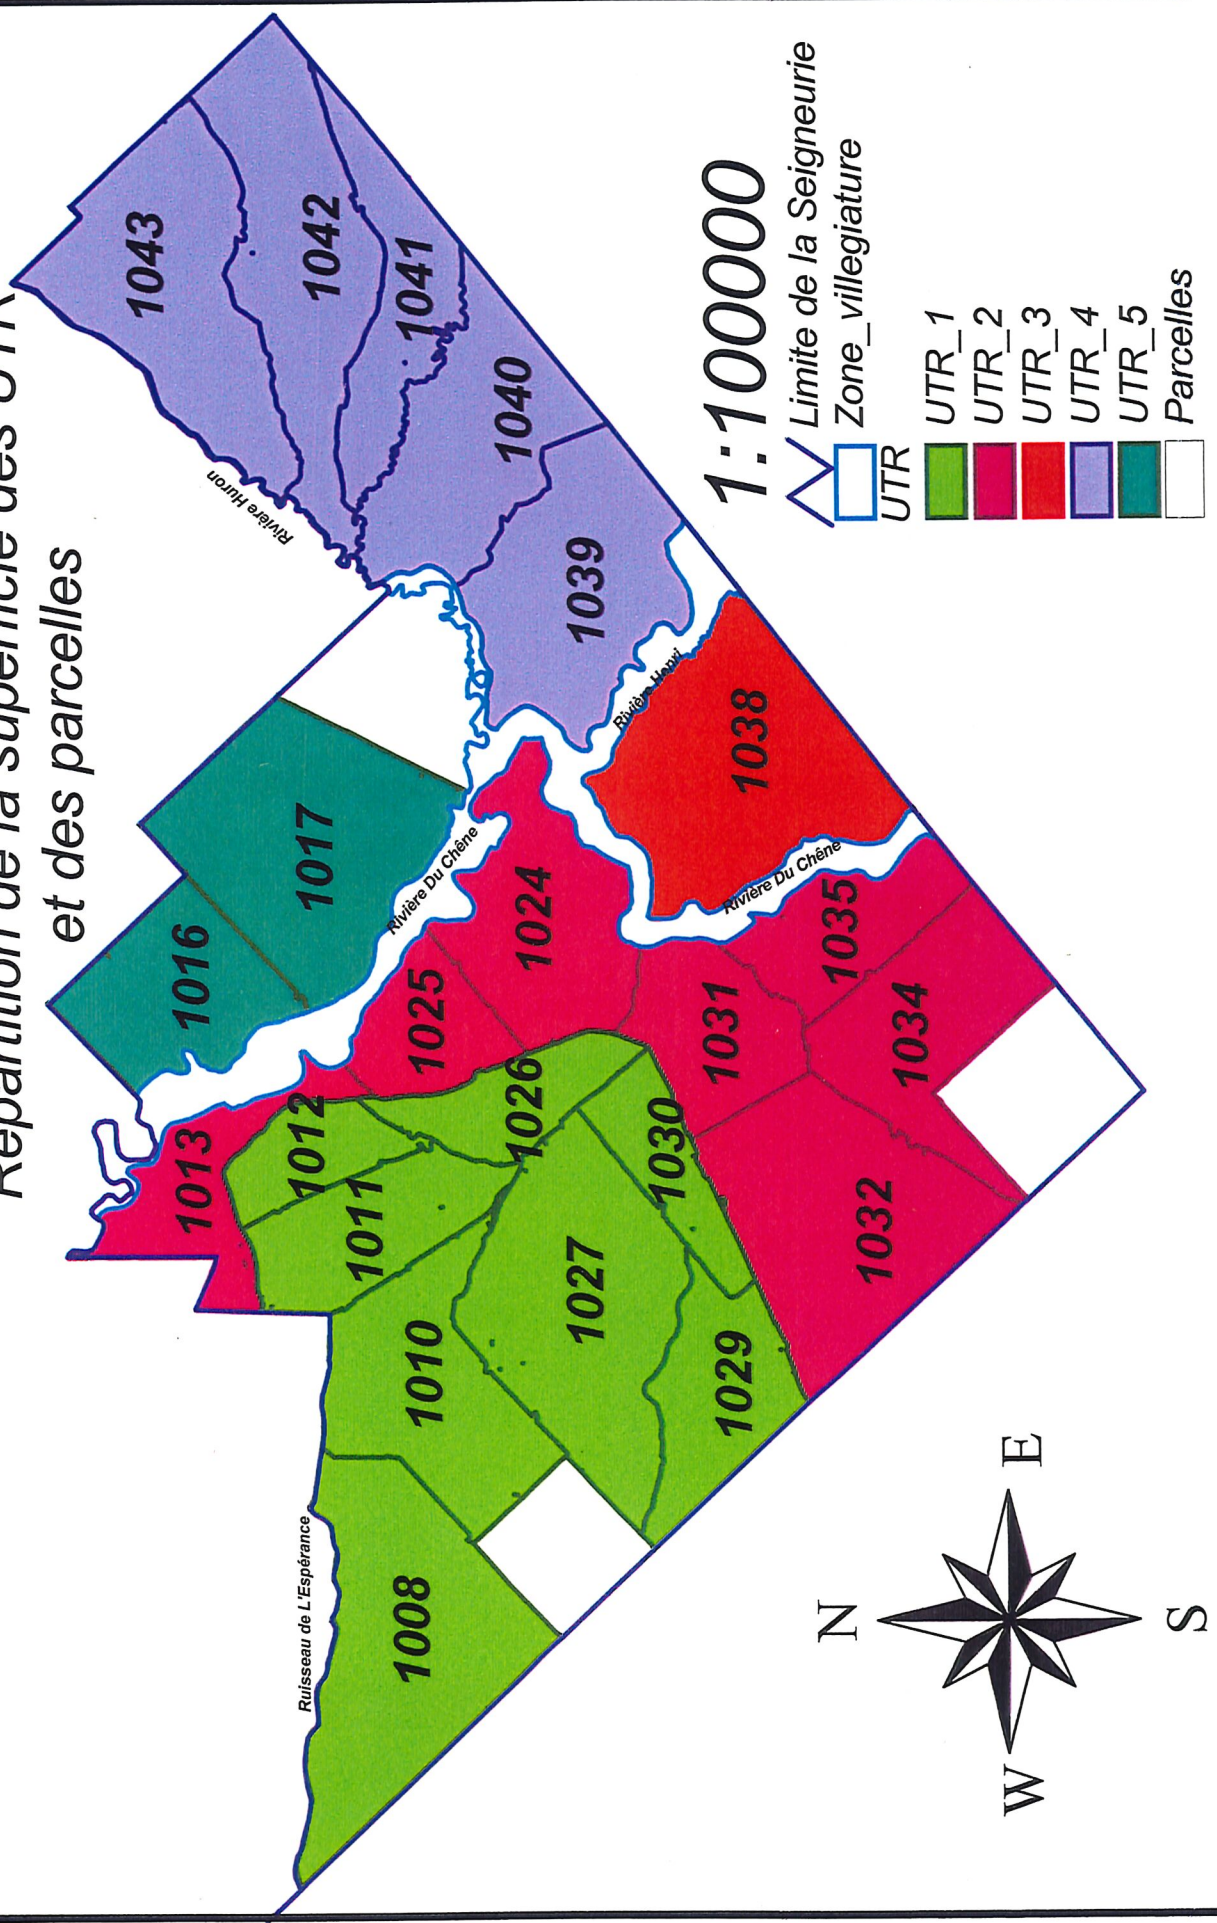 Répartition de la superficie des UTR
et des parcelles
1043
1042
1041
1040
1039
Rivière Huron
1016
1017
1038
Rivière Henri
Rivière Du Chêne
Rivière Du Chêne
1013
1012
1011
1025
1024
1026
1035
1031
1034
1030
1032
1010
1027
1029
1008
Ruisseau de L'Espérance
1:100000
Limite de la Seigneurie
Zone_villegiature
UTR
UTR_1
UTR_2
UTR_3
UTR_4
UTR_5
Parcelles
N
W
E
S